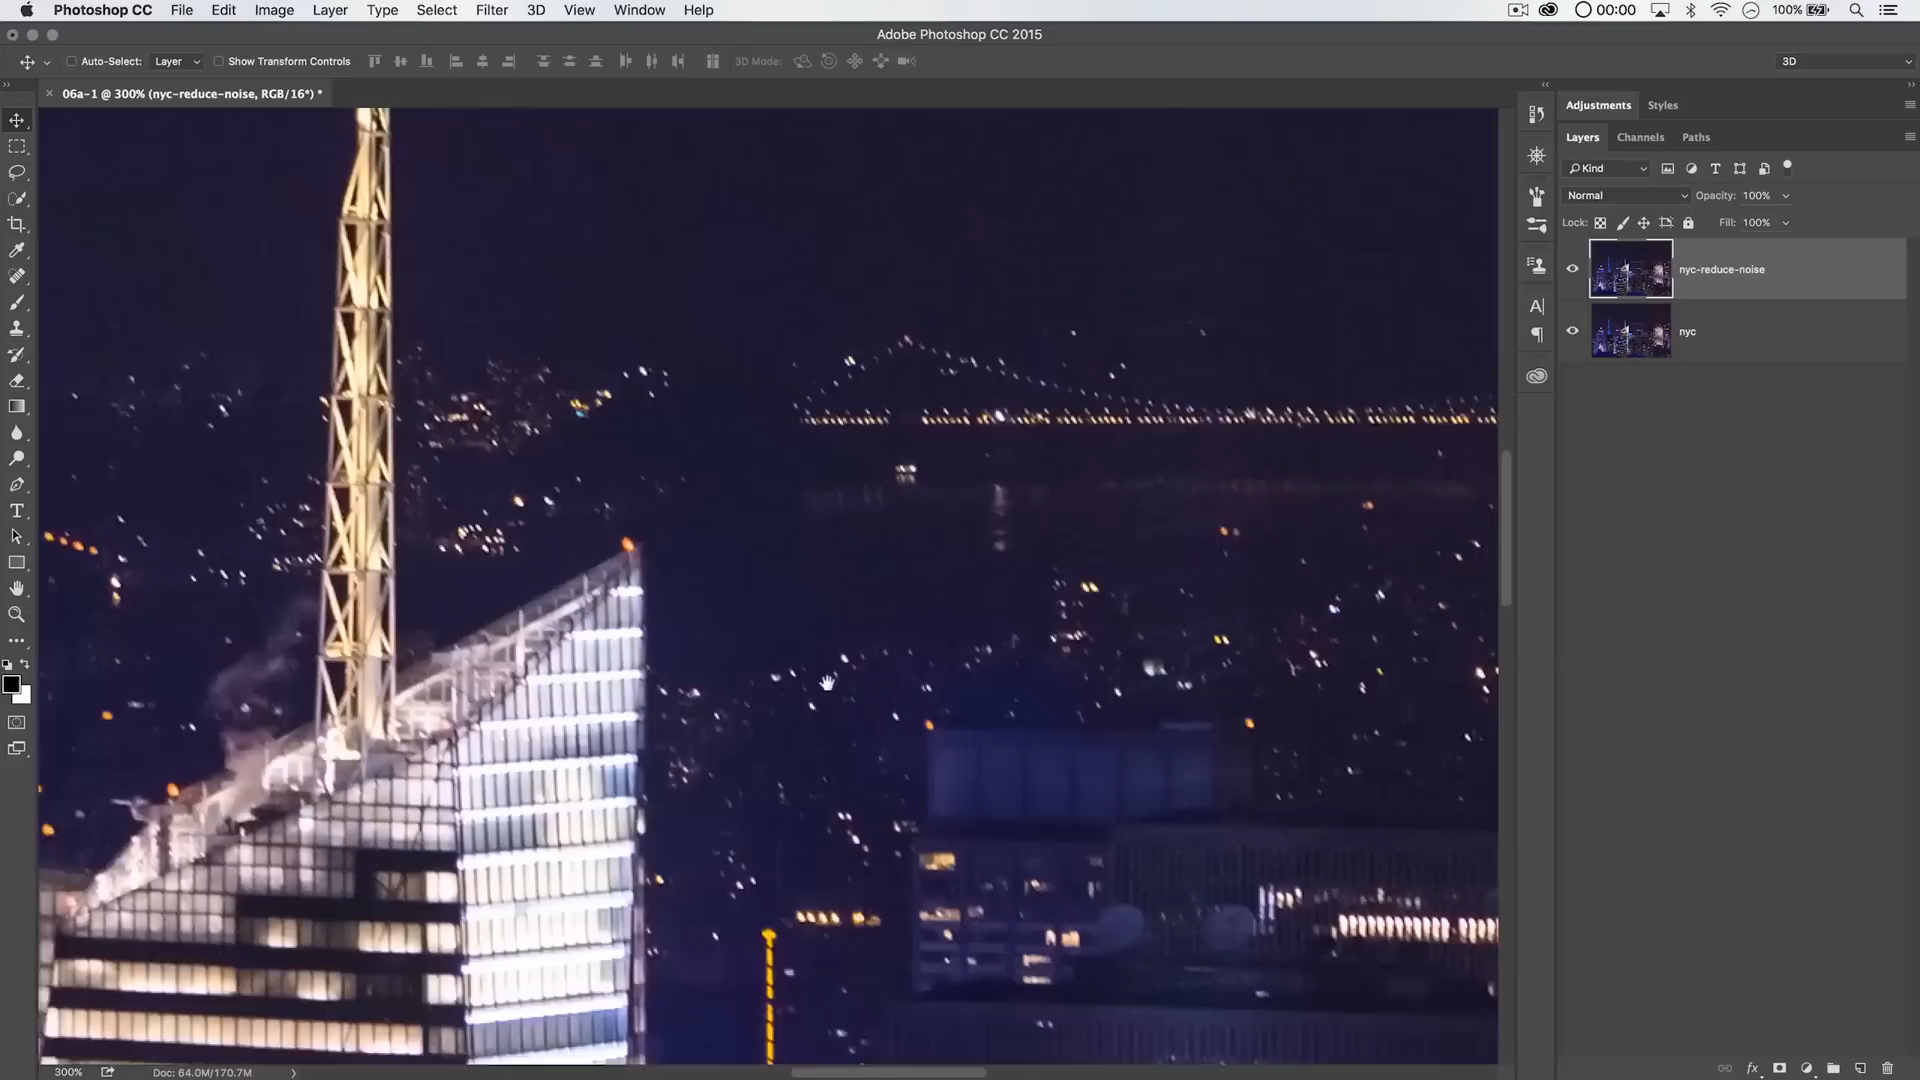 Photoshop CC File Edit Image Layer Type Select Filter 3D View Window Help 00:00 100%
Adobe Photoshop CC 2015
Auto-Select: Layer Show Transform Controls 3D Mode: 3D
× 06a-1 @ 300% (nyc-reduce-noise, RGB/16*) *
Adjustments Styles
Layers Channels Paths
Kind
Normal Opacity: 100%
Lock: Fill: 100%
nyc-reduce-noise
nyc
300% Doc: 64.0M/170.7M